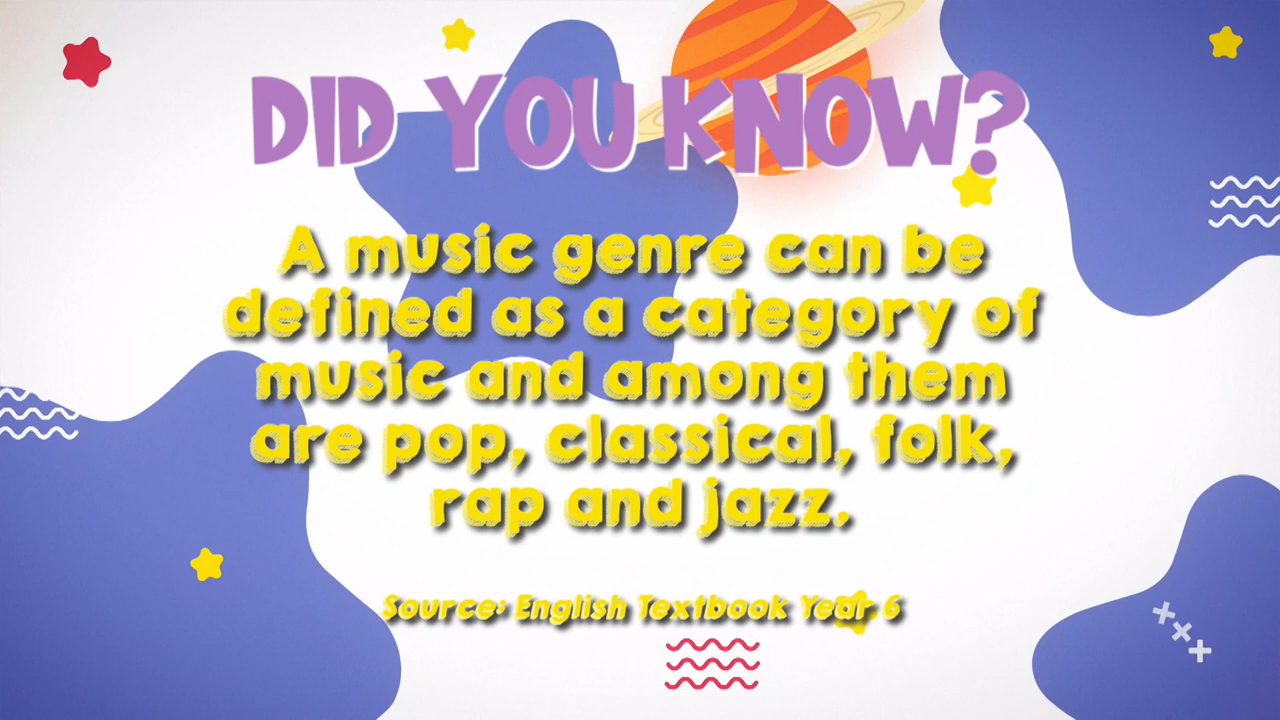 DID YOU KNOW?
A music genre can be
defined as a category of
music and among them
are pop, classical, folk,
rap and jazz.
Source: English Textbook Year 6